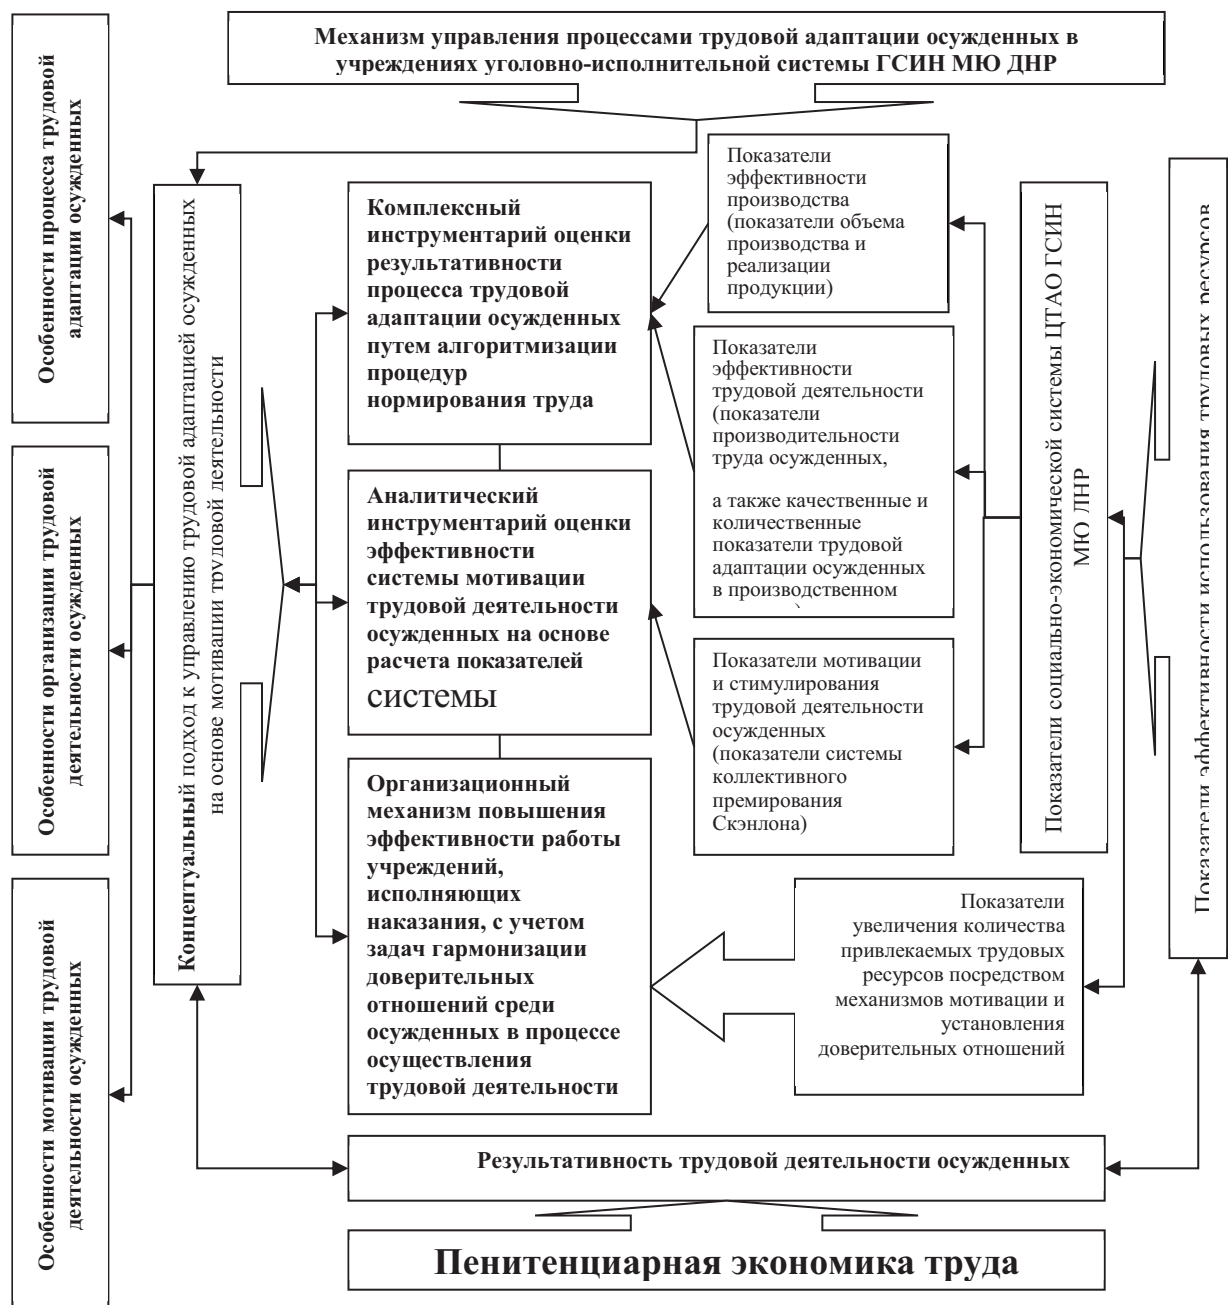 Механизм управления процессами трудовой адаптации осужденных в
учреждениях уголовно-исполнительной системы ГСИН МЮ ДНР
Особенности процесса трудовой
адаптации осужденных
Особенности организации трудовой
деятельности осужденных
Особенности мотивации трудовой
деятельности осужденных
Концептуальный подход к управлению трудовой адаптацией осужденных
на основе мотивации трудовой деятельности
Комплексный
инструментарий оценки
результативности
процесса трудовой
адаптации осужденных
путем алгоритмизации
процедур
нормирования труда
Аналитический
инструментарий оценки
эффективности
системы мотивации
трудовой деятельности
осужденных на основе
расчета показателей
системы
Организационный
механизм повышения
эффективности работы
учреждений,
исполняющих
наказания, с учетом
задач гармонизации
доверительных
отношений среди
осужденных в процессе
осуществления
трудовой деятельности
Показатели
эффективности
производства
(показатели объема
производства и
реализации
продукции)
Показатели
эффективности
трудовой деятельности
(показатели
производительности
труда осужденных,
а также качественные и
количественные
показатели трудовой
адаптации осужденных
в производственном
Показатели мотивации
и стимулирования
трудовой деятельности
осужденных
(показатели системы
коллективного
премирования
Скэнлона)
Показатели
увеличения количества
привлекаемых трудовых
ресурсов посредством
механизмов мотивации и
установления
доверительных отношений
Показатели социально-экономической системы ЦТАО ГСИН
МЮ ДНР
Показатели эффективности использования трудовых ресурсов
Результативность трудовой деятельности осужденных
Пенитенциарная экономика труда